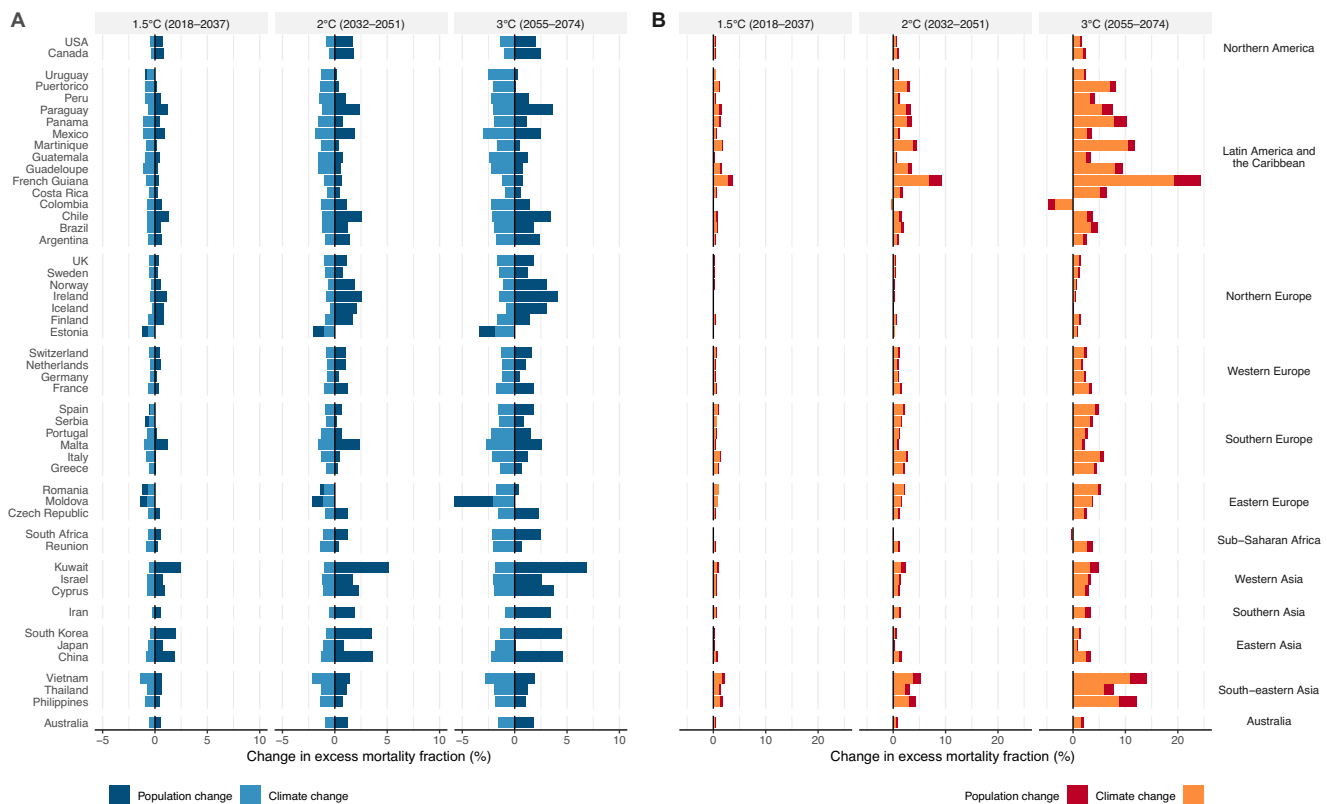 A
B
1.5°C (2018–2037)
2°C (2032–2051)
3°C (2055–2074)
1.5°C (2018–2037)
2°C (2032–2051)
3°C (2055–2074)
USA
Canada
Northern America
Uruguay
Puertorico
Peru
Paraguay
Panama
Mexico
Martinique
Guatemala
Guadeloupe
French Guiana
Costa Rica
Colombia
Chile
Brazil
Argentina
Latin America and
the Caribbean
UK
Sweden
Norway
Ireland
Iceland
Finland
Estonia
Northern Europe
Switzerland
Netherlands
Germany
France
Western Europe
Spain
Serbia
Portugal
Malta
Italy
Greece
Southern Europe
Romania
Moldova
Czech Republic
Eastern Europe
South Africa
Reunion
Sub−Saharan Africa
Kuwait
Israel
Cyprus
Western Asia
Iran
Southern Asia
South Korea
Japan
China
Eastern Asia
Vietnam
Thailand
Philippines
South−eastern Asia
Australia
Australia
−5 0 5 10 −5 0 5 10 −5 0 5 10
0 10 20 0 10 20 0 10 20
Change in excess mortality fraction (%)
Change in excess mortality fraction (%)
Population change Climate change
Population change Climate change